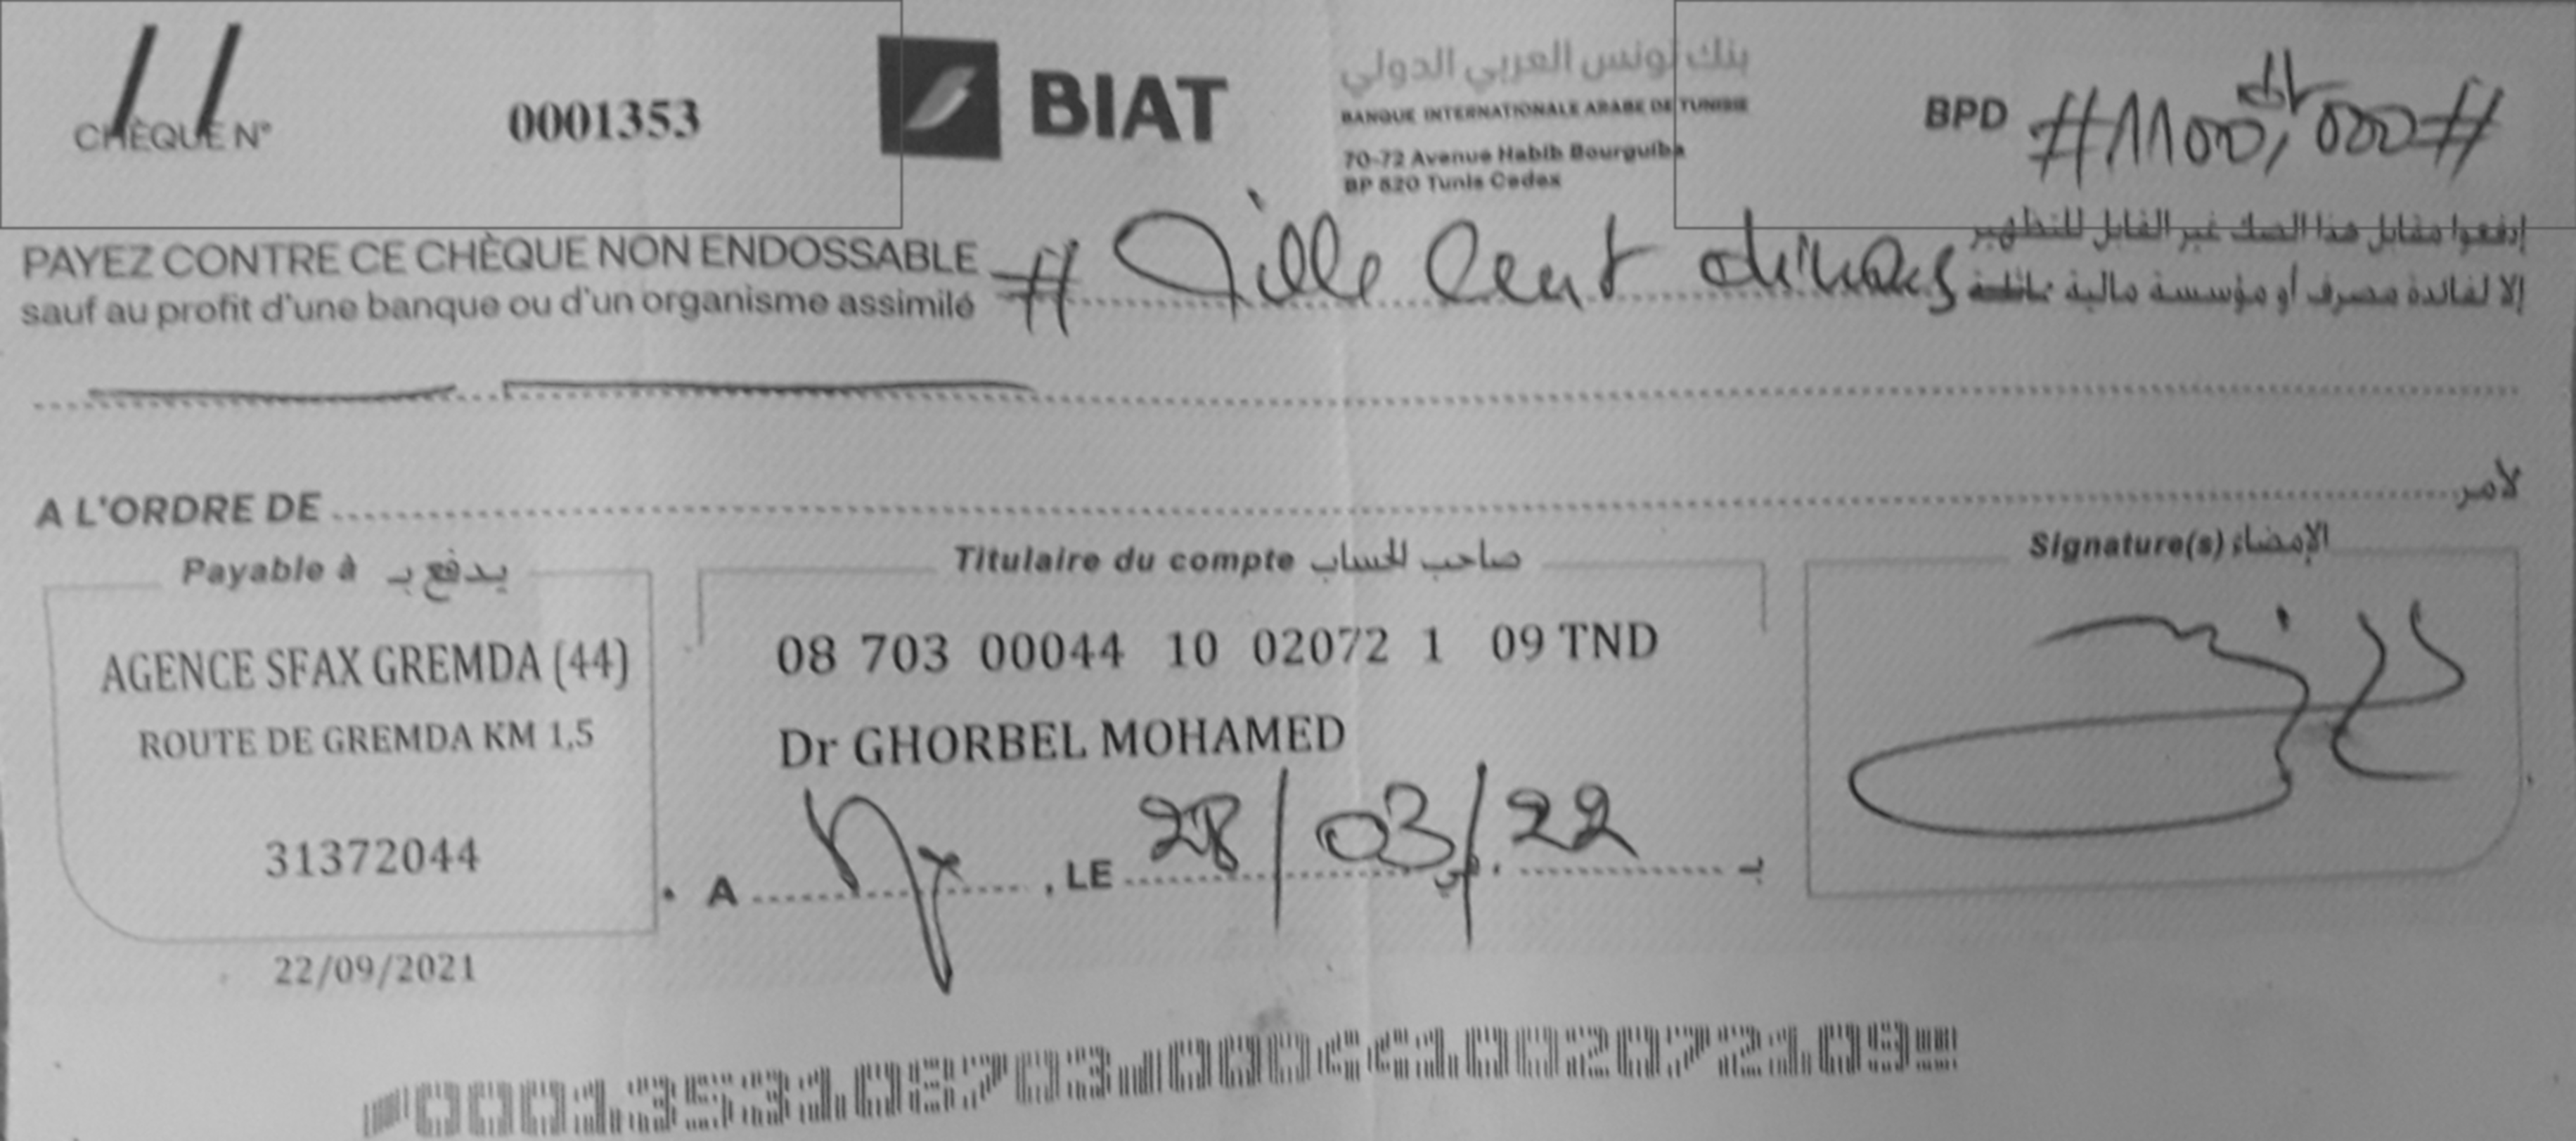 CHÈQUE N° 0001353
BIAT
بنك تونس العربي الدولي
BANQUE INTERNATIONALE ARABE DE TUNISIE
70-72 Avenue Habib Bourguiba
BP 520 Tunis Cedex
BPD #1100,000#
PAYEZ CONTRE CE CHÈQUE NON ENDOSSABLE
sauf au profit d'une banque ou d'un organisme assimilé
# Mille Cent dinars
إدفعوا مقابل هذا الصك غير القابل للتظهير
إلا لفائدة مصرف أو مؤسسة مالية مماثلة
A L'ORDRE DE لأمر
Payable à يدفع بـ
AGENCE SFAX GREMDA (44)
ROUTE DE GREMDA KM 1,5
31372044
22/09/2021
Titulaire du compte صاحب الحساب
08 703 00044 10 02072 1 09 TND
Dr GHORBEL MOHAMED
A , LE 28/03/22 في بـ
Signature(s) الإمضاء
0001353108703 000441002072109